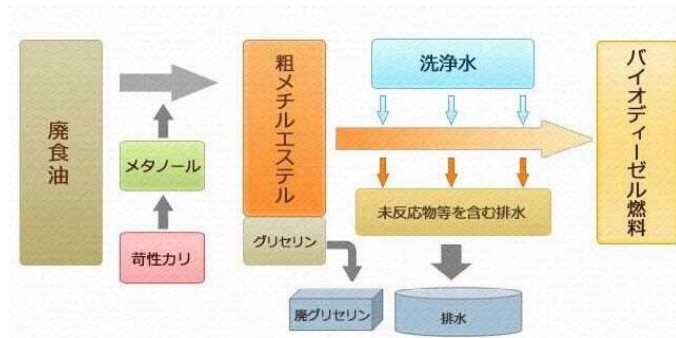 廃食油
メタノール
苛性カリ
粗メチルエステル
グリセリン
廃グリセリン
洗浄水
未反応物等を含む排水
排水
バイオディーゼル燃料